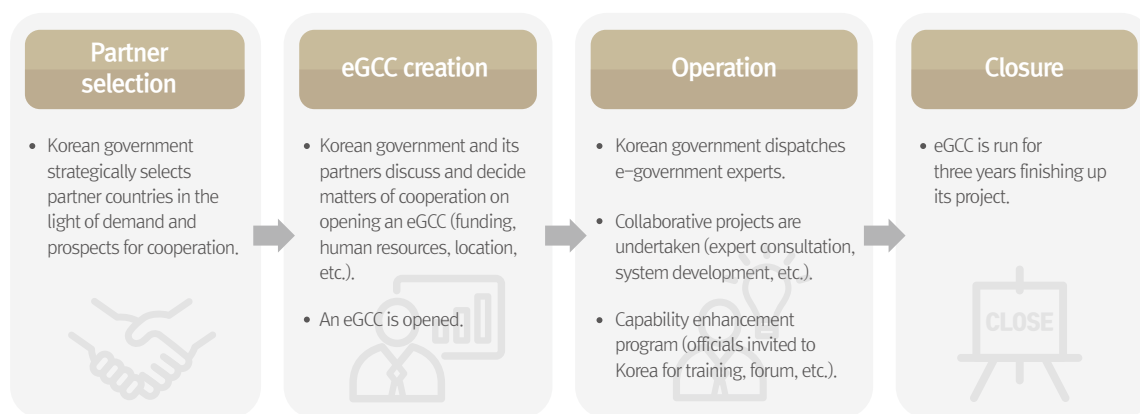 Partner
selection
• Korean government
strategically selects
partner countries in the
light of demand and
prospects for cooperation.
eGCC creation
• Korean government and its
partners discuss and decide
matters of cooperation on
opening an eGCC (funding,
human resources, location,
etc.).
• An eGCC is opened.
Operation
• Korean government dispatches
e-government experts.
• Collaborative projects are
undertaken (expert consultation,
system development, etc.).
• Capability enhancement
program (officials invited to
Korea for training, forum, etc.).
Closure
• eGCC is run for
three years finishing up
its project.
CLOSE